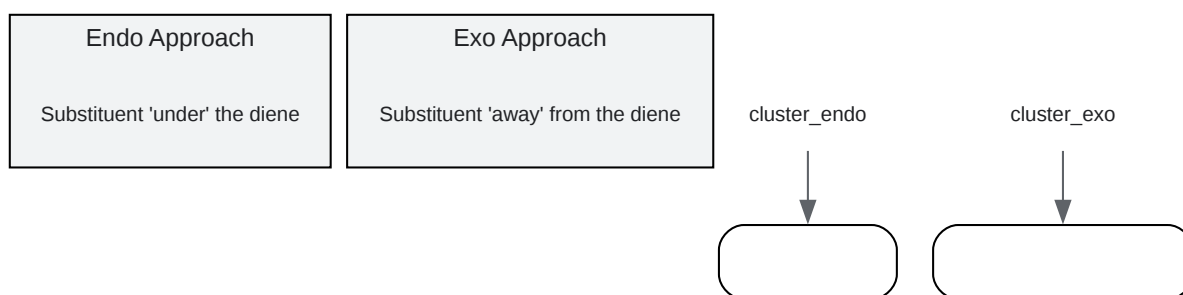 Endo Approach
Substituent 'under' the diene
Exo Approach
Substituent 'away' from the diene
cluster_endo
cluster_exo